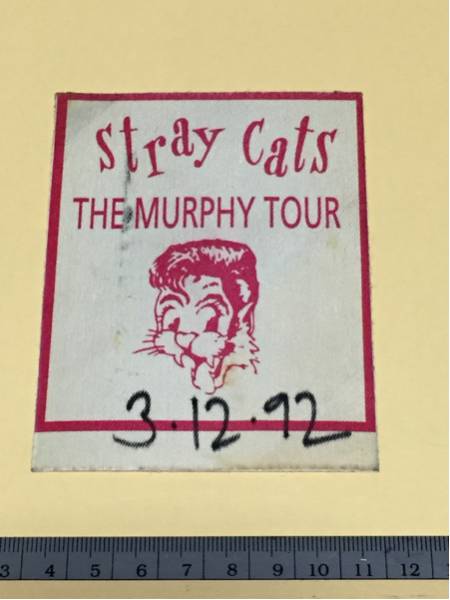 Stray Cats
THE MURPHY TOUR
3·12·92
3 4 5 6 7 8 9 10 11 12